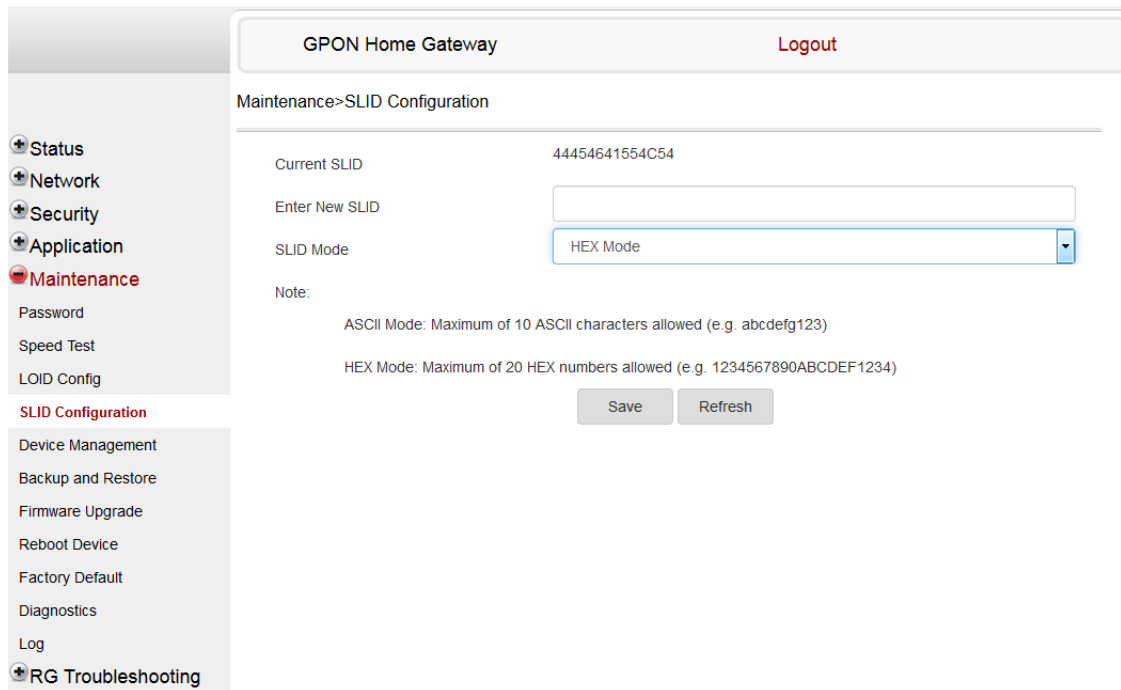 GPON Home Gateway
Logout
Maintenance>SLID Configuration
Status
Network
Security
Application
Maintenance
Password
Speed Test
LOID Config
SLID Configuration
Device Management
Backup and Restore
Firmware Upgrade
Reboot Device
Factory Default
Diagnostics
Log
RG Troubleshooting
Current SLID 44454641554C54
Enter New SLID
SLID Mode HEX Mode
Note:
ASCII Mode: Maximum of 10 ASCII characters allowed (e.g. abcdefg123)
HEX Mode: Maximum of 20 HEX numbers allowed (e.g. 1234567890ABCDEF1234)
Save Refresh